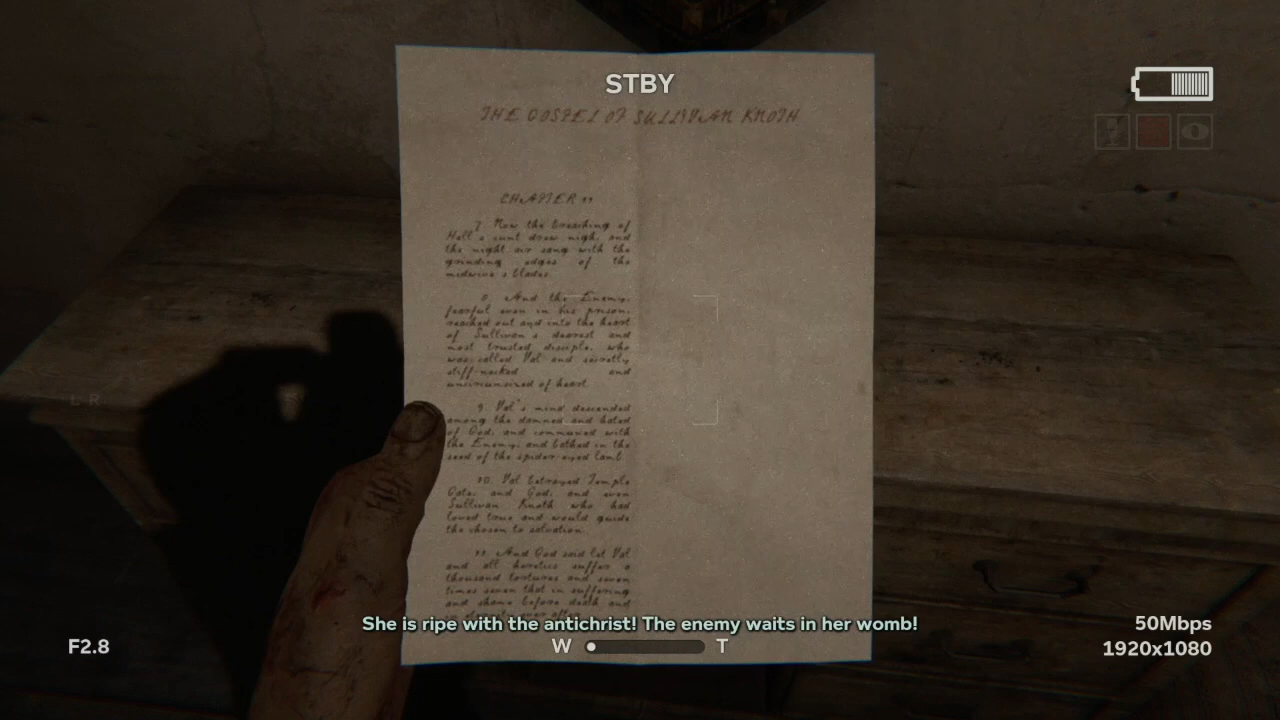 STBY
THE GOSPEL OF SULLIVAN KNOTH
CHAPTER 11
7 Now the breaching of
Hell's cunt drew nigh, and
the night air sang with the
grinding edges of the
midwive's blades.
8. And the Enemy,
fearful even in his prison,
reached out and into the heart
of Sullivan's dearest and
most trusted disciple, who
was called Val and secretly
stiff-necked and
uncircumcised of heart.
9. Val's mind descended
among the damned and hated
of God, and communed with
the Enemy, and bathed in the
seed of the spider-eyed lamb.
10. Val betrayed Temple
Gate, and God, and even
Sullivan Knoth who had
loved true and would guide
the chosen to salvation.
11. And God said let Val
and all heretics suffer a
thousand tortures and seven
times seven that in suffering
and shame before death and
She is ripe with the antichrist! The enemy waits in her womb!
L R
F2.8
W T
50Mbps
1920x1080